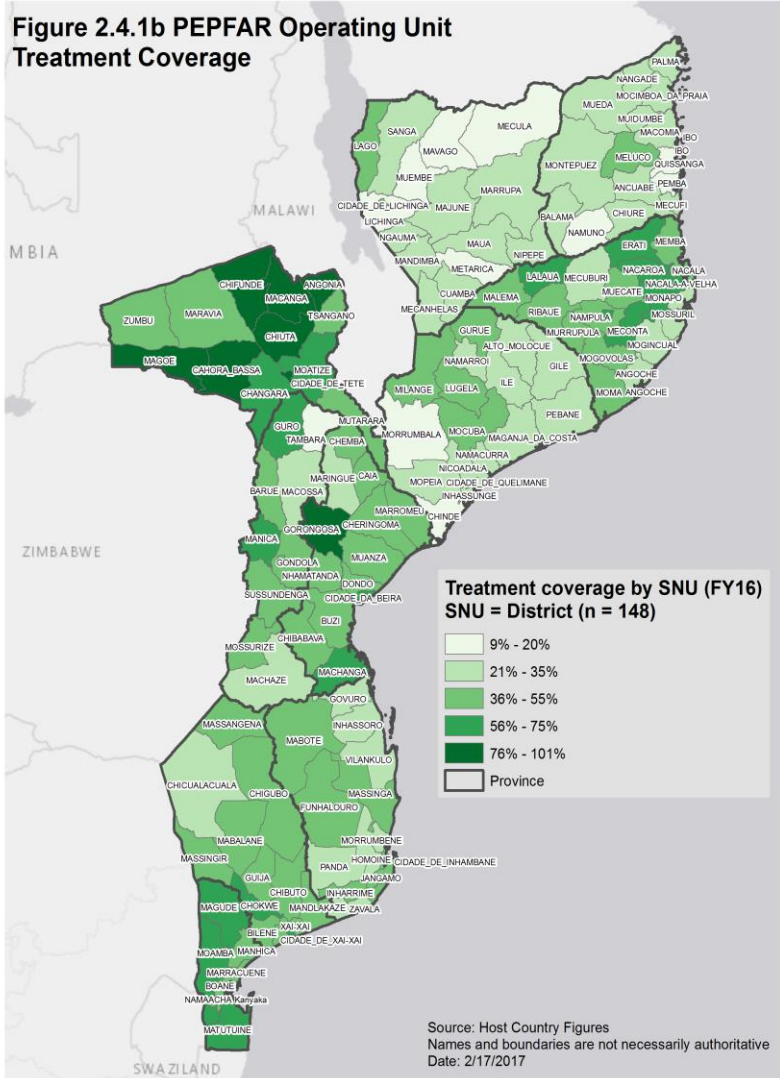 Figure 2.4.1b PEPFAR Operating Unit
Treatment Coverage
PALMA
NANGADE
MOCIMBOA_DA_PRAIA
MUEDA
MUIDUMBE
MACOMIA
IBO
IBO
QUISSANGA
MELUCO
MONTEPUEZ
PEMBA
ANCUABE
MECUFI
CHIURE
BALAMA
NAMUNO
LAGO
SANGA
MECULA
MAVAGO
MUEMBE
MARRUPA
CIDADE_DE_LICHINGA
MAJUNE
LICHINGA
NGAUMA
MAUA
NIPEPE
MANDIMBA
METARICA
CUAMBA
MECANHELAS
MALAWI
MBIA
ERATI
MEMBA
LALAUA
MECUBURI
NACAROA
NACALA
NACALA-A-VELHA
MUECATE
MONAPO
MALEMA
RIBAUE
NAMPULA
MOSSURIL
MURRUPULA
MECONTA
MOGINCUAL
MOGOVOLAS
ANGOCHE
MOMA
ANGOCHE
GURUE
ALTO_MOLOCUE
NAMARROI
GILE
ILE
MILANGE
LUGELA
PEBANE
MOCUBA
MORRUMBALA
MAGANJA_DA_COSTA
NAMACURRA
NICOADALA
MOPEIA
CIDADE_DE_QUELIMANE
INHASSUNGE
CHINDE
CHIFUNDE
ANGONIA
MACANGA
TSANGANO
ZUMBU
MARAVIA
CHIUTA
MAGOE
CAHORA_BASSA
MOATIZE
CIDADE_DE_TETE
CHANGARA
MUTARARA
GURO
TAMBARA
CHEMBA
MARINGUE
CAIA
BARUE
MACOSSA
MARROMEU
CHERINGOMA
GORONGOSA
MANICA
MUANZA
GONDOLA
NHAMATANDA
DONDO
SUSSUNDENGA
CIDADE_DA_BEIRA
BUZI
CHIBABAVA
MOSSURIZE
MACHANGA
MACHAZE
ZIMBABWE
Treatment coverage by SNU (FY16)
SNU = District (n = 148)
9% - 20%
21% - 35%
36% - 55%
56% - 75%
76% - 101%
Province
GOVURO
MASSANGENA
INHASSORO
MABOTE
VILANKULO
CHICUALACUALA
CHIGUBO
MASSINGA
FUNHALOURO
MABALANE
MORRUMBENE
MASSINGIR
HOMOINE
CIDADE_DE_INHAMBANE
PANDA
GUIJA
JANGAMO
CHIBUTO
INHARRIME
MAGUDE
CHOKWE
MANDLAKAZE
ZAVALA
XAI-XAI
BILENE
CIDADE_DE_XAI-XAI
MOAMBA
MANHICA
MARRACUENE
BOANE
NAMAACHA
Kanyaka
MATUTUINE
SWAZILAND
Source: Host Country Figures
Names and boundaries are not necessarily authoritative
Date: 2/17/2017